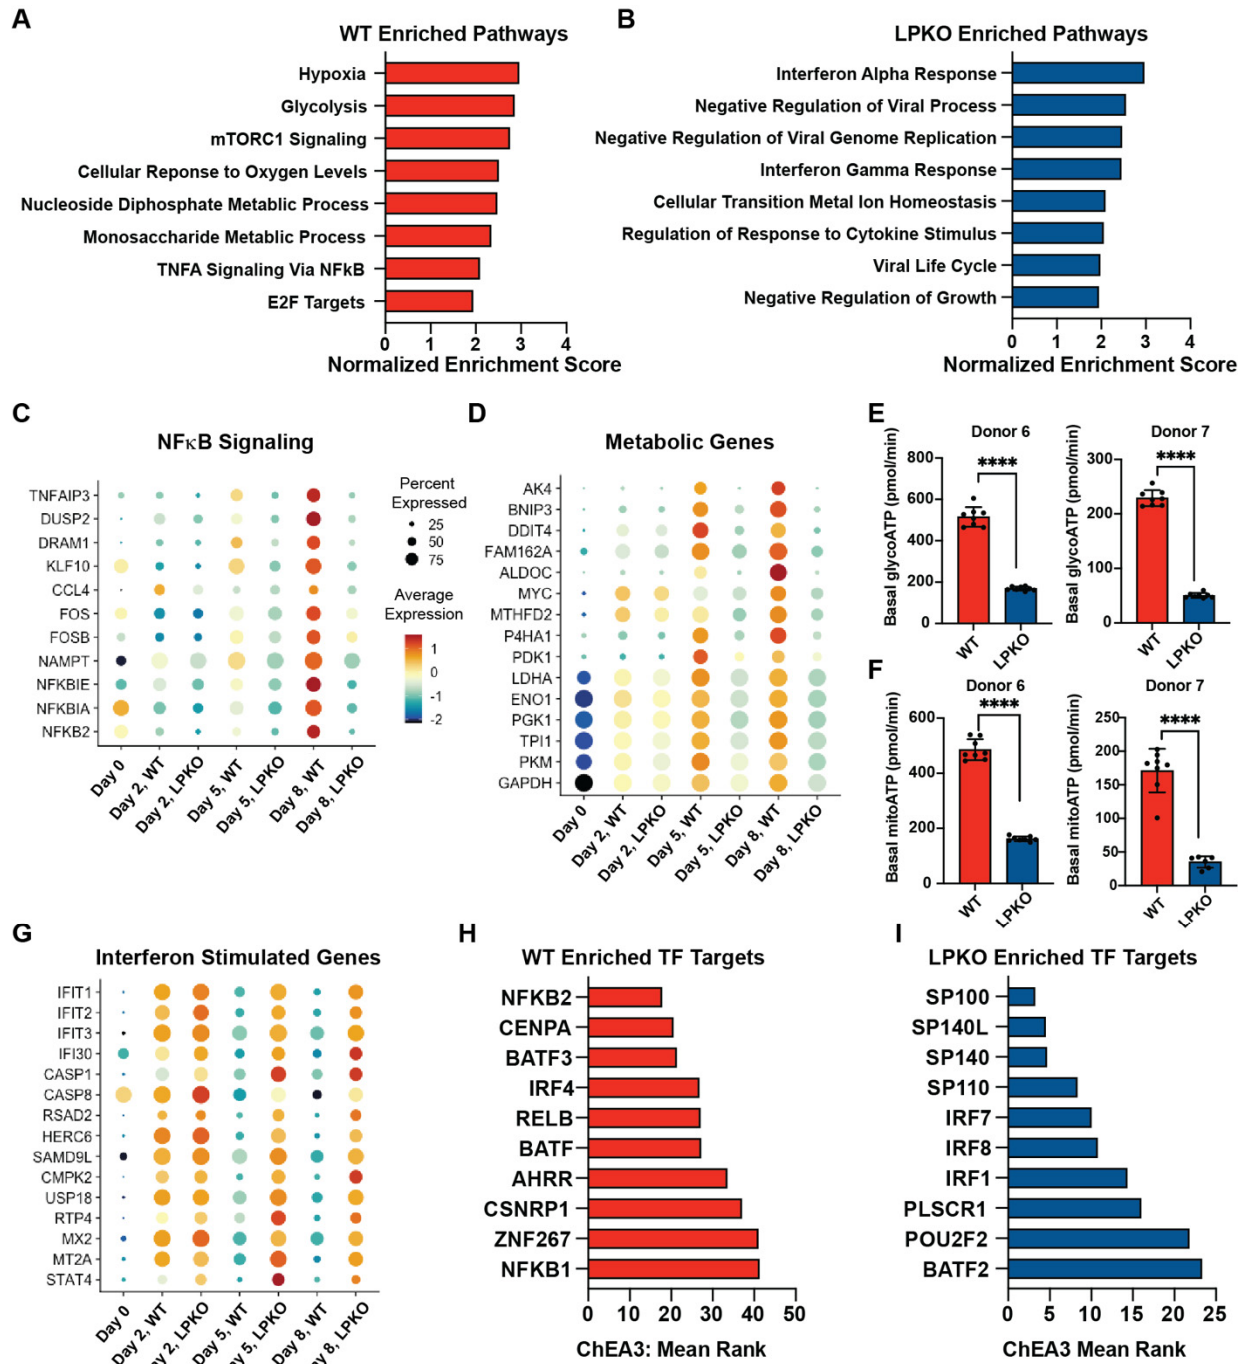 A
WT Enriched Pathways
Hypoxia
Glycolysis
mTORC1 Signaling
Cellular Reponse to Oxygen Levels
Nucleoside Diphosphate Metablic Process
Monosaccharide Metablic Process
TNFA Signaling Via NFkB
E2F Targets
0 1 2 3 4
Normalized Enrichment Score
B
LPKO Enriched Pathways
Interferon Alpha Response
Negative Regulation of Viral Process
Negative Regulation of Viral Genome Replication
Interferon Gamma Response
Cellular Transition Metal Ion Homeostasis
Regulation of Response to Cytokine Stimulus
Viral Life Cycle
Negative Regulation of Growth
0 1 2 3 4
Normalized Enrichment Score
C
NFκB Signaling
TNFAIP3
DUSP2
DRAM1
KLF10
CCL4
FOS
FOSB
NAMPT
NFKBIE
NFKBIA
NFKB2
Day 0
Day 2, WT
Day 2, LPKO
Day 5, WT
Day 5, LPKO
Day 8, WT
Day 8, LPKO
Percent
Expressed
25
50
75
Average
Expression
1
0
-1
-2
D
Metabolic Genes
AK4
BNIP3
DDIT4
FAM162A
ALDOC
MYC
MTHFD2
P4HA1
PDK1
LDHA
ENO1
PGK1
TPI1
PKM
GAPDH
Day 0
Day 2, WT
Day 2, LPKO
Day 5, WT
Day 5, LPKO
Day 8, WT
Day 8, LPKO
E
Donor 6
Basal glycoATP (pmol/min)
800
600
400
200
0
****
WT
LPKO
Donor 7
Basal glycoATP (pmol/min)
300
200
100
0
****
WT
LPKO
F
Donor 6
Basal mitoATP (pmol/min)
600
400
200
0
****
WT
LPKO
Donor 7
Basal mitoATP (pmol/min)
250
200
150
100
50
0
****
WT
LPKO
G
Interferon Stimulated Genes
IFIT1
IFIT2
IFIT3
IFI30
CASP1
CASP8
RSAD2
HERC6
SAMD9L
CMPK2
USP18
RTP4
MX2
MT2A
STAT4
Day 0
Day 2, WT
Day 2, LPKO
Day 5, WT
Day 5, LPKO
Day 8, WT
Day 8, LPKO
H
WT Enriched TF Targets
NFKB2
CENPA
BATF3
IRF4
RELB
BATF
AHRR
CSNRP1
ZNF267
NFKB1
0 10 20 30 40 50
ChEA3: Mean Rank
I
LPKO Enriched TF Targets
SP100
SP140L
SP140
SP110
IRF7
IRF8
IRF1
PLSCR1
POU2F2
BATF2
0 5 10 15 20 25
ChEA3 Mean Rank